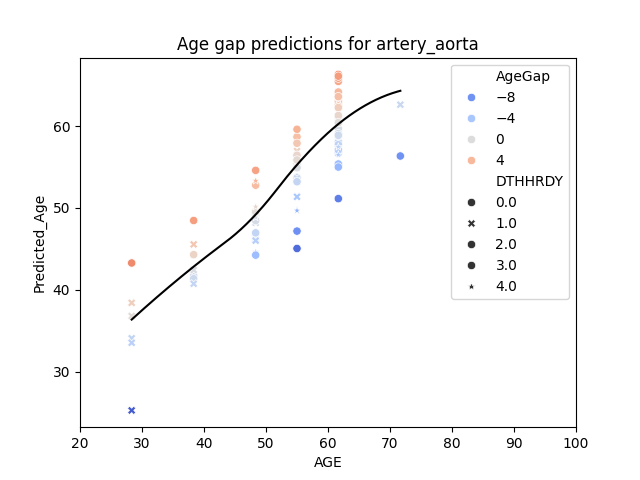 Age gap predictions for artery_aorta
AgeGap
−8
−4
0
4
DTHHRDY
0.0
1.0
2.0
3.0
4.0
Predicted_Age
60
50
40
30
20 30 40 50 60 70 80 90 100
AGE